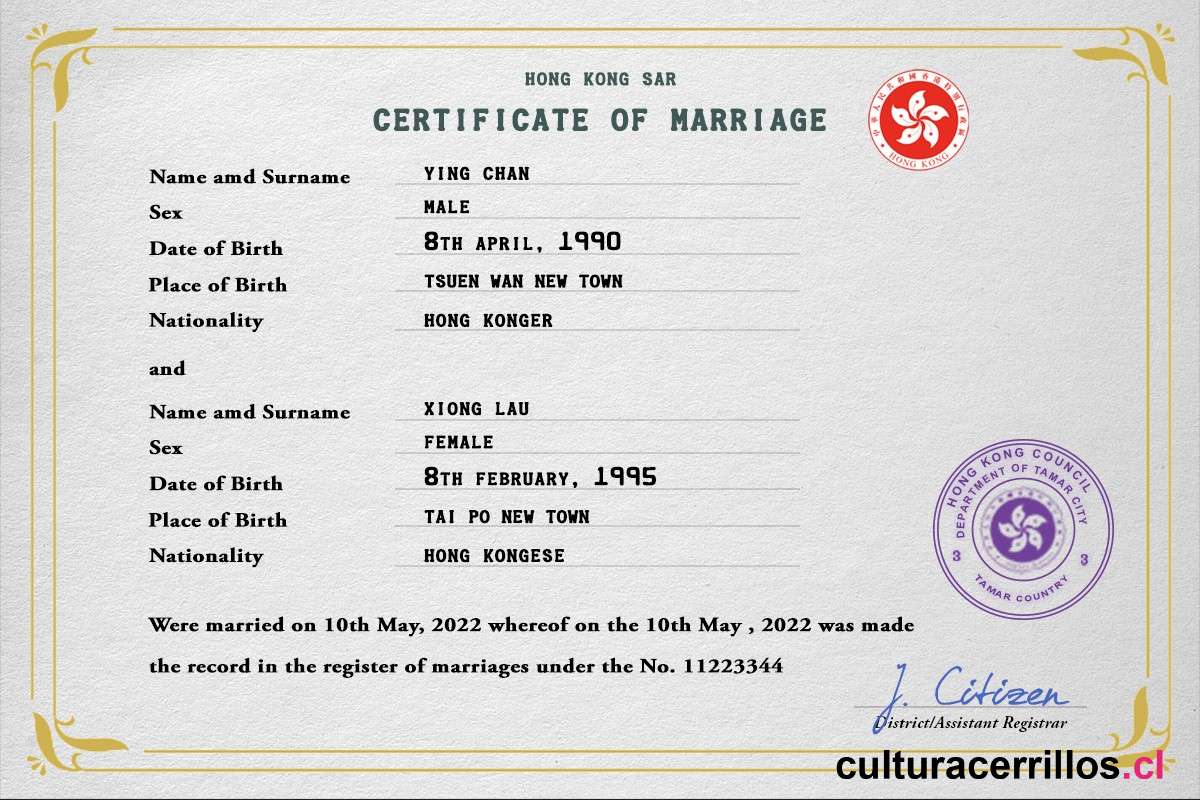 HONG KONG SAR
CERTIFICATE OF MARRIAGE
中華人民共和國香港特別行政區
HONG KONG
Name amd Surname YING CHAN
Sex MALE
Date of Birth 8TH APRIL, 1990
Place of Birth TSUEN WAN NEW TOWN
Nationality HONG KONGER
and
Name amd Surname XIONG LAU
Sex FEMALE
Date of Birth 8TH FEBRUARY, 1995
Place of Birth TAI PO NEW TOWN
Nationality HONG KONGESE
HONG KONG COUNCIL
DEPARTMENT OF TAMAR CITY
3 3
TAMAR COUNTRY
Were married on 10th May, 2022 whereof on the 10th May , 2022 was made
the record in the register of marriages under the No. 11223344
J. Citizen
District/Assistant Registrar
culturacerrillos.cl